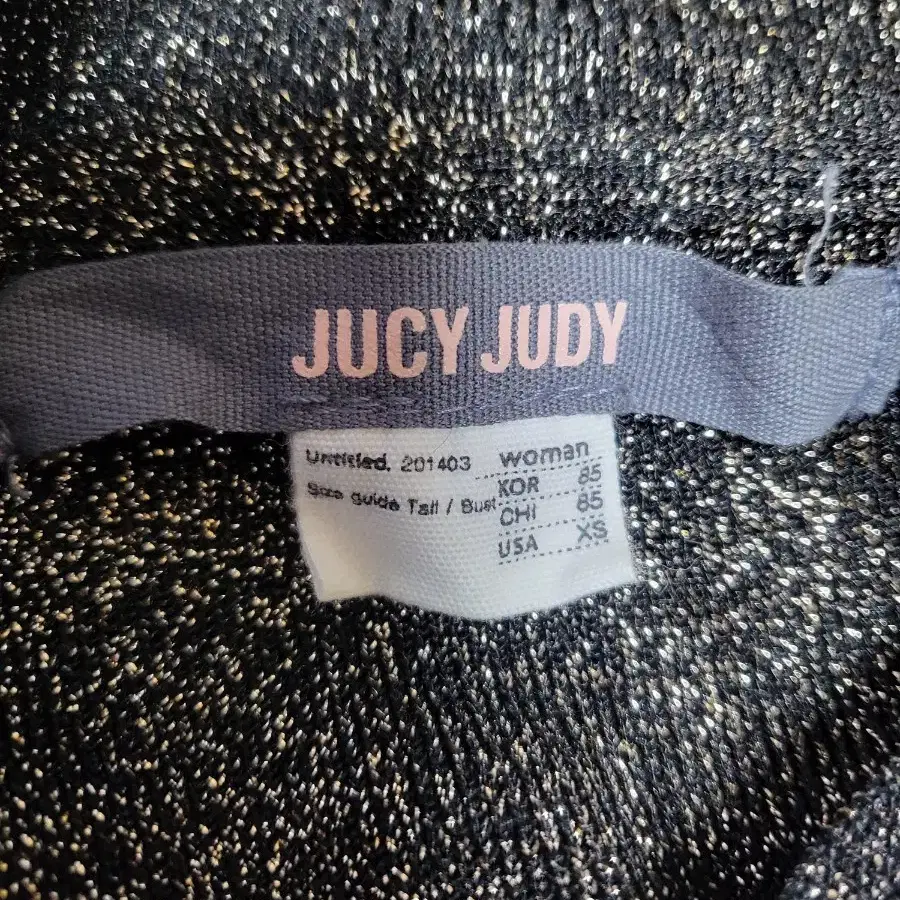 JUCY JUDY
Untitled, 201403
Size guide Tall / Bust
woman
KOR 85
CHI 85
USA XS